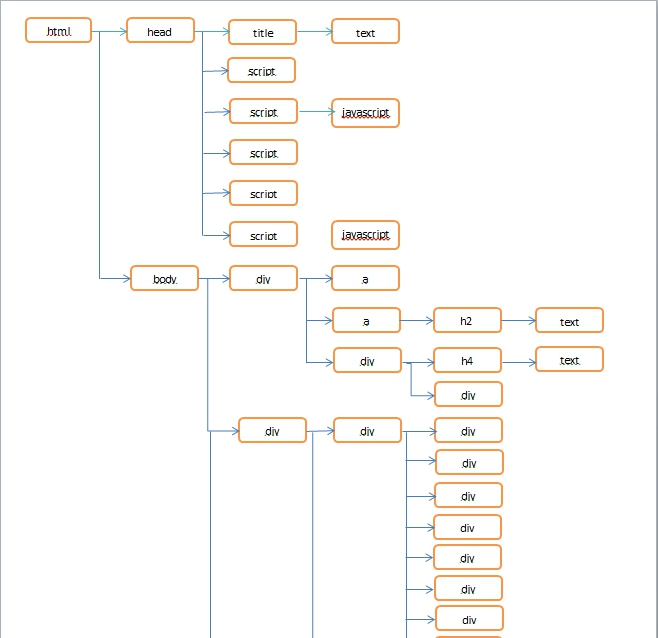 html head title text
script
script javascript
script
script
script javascript
body div a
a h2 text
div h4 text
div
div div div
div
div
div
div
div
div